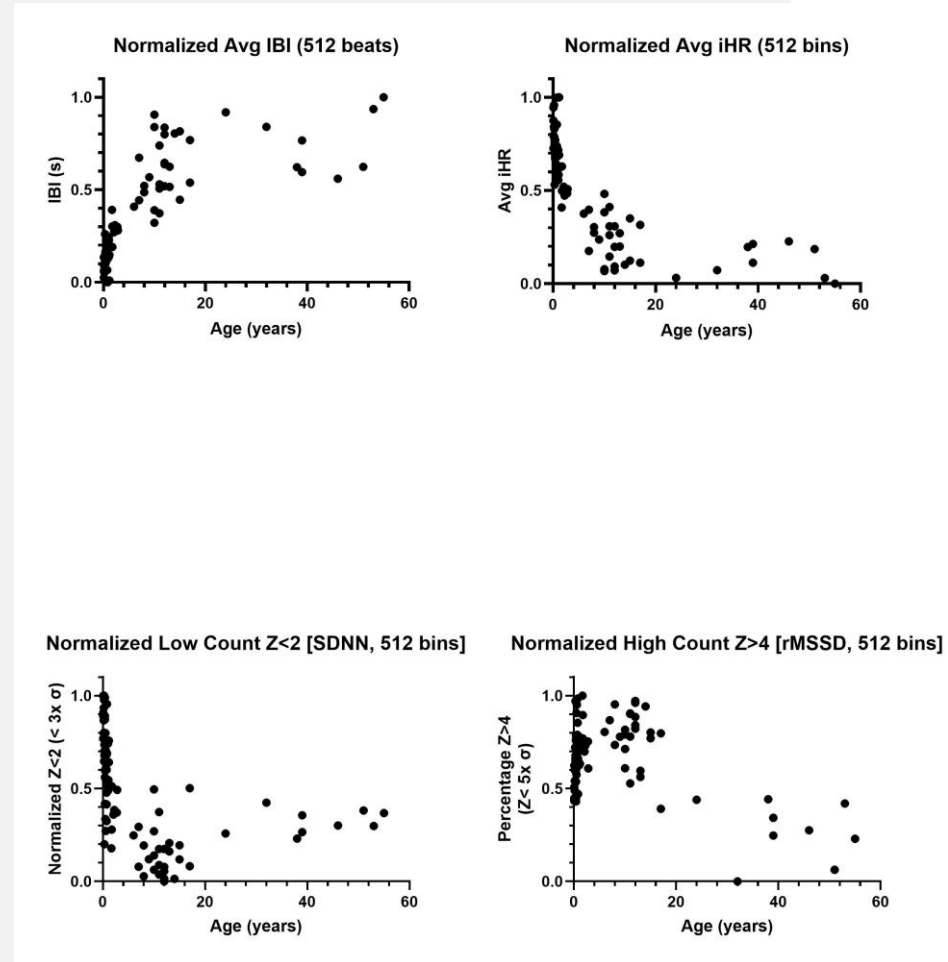 Normalized Avg IBI (512 beats)
IBI (s)
1.0
0.5
0.0
0 20 40 60
Age (years)
Normalized Avg iHR (512 bins)
Avg iHR
1.0
0.5
0.0
0 20 40 60
Age (years)
Normalized Low Count Z<2 [SDNN, 512 bins]
Normalized Z<2 (< 3x σ)
1.0
0.5
0.0
0 20 40 60
Age (years)
Normalized High Count Z>4 [rMSSD, 512 bins]
Percentage Z>4
(Z< 5x σ)
1.0
0.5
0.0
0 20 40 60
Age (years)